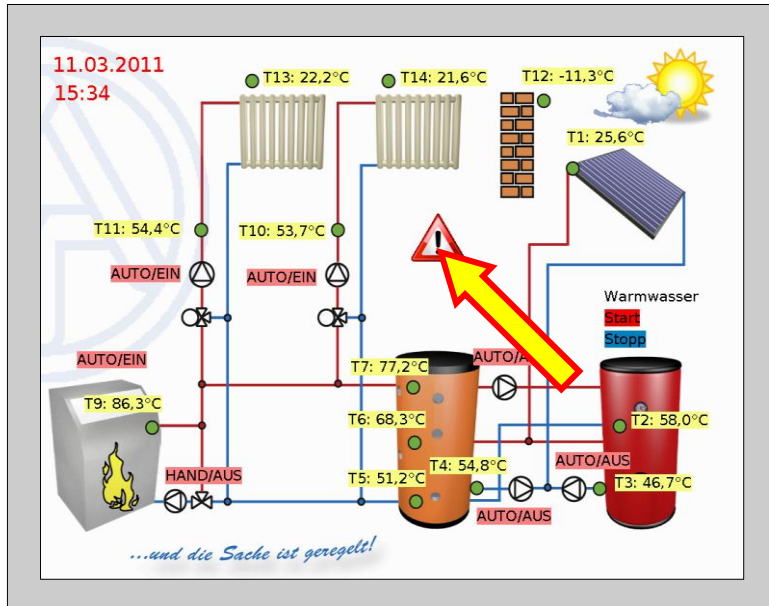 11.03.2011
15:34
T13: 22,2°C
T14: 21,6°C
T12: -11,3°C
T1: 25,6°C
T11: 54,4°C
T10: 53,7°C
AUTO/EIN
AUTO/EIN
Warmwasser
Start
Stopp
AUTO/EIN
T7: 77,2°C
T9: 86,3°C
T6: 68,3°C
T2: 58,0°C
HAND/AUS
T5: 51,2°C
T4: 54,8°C
AUTO/AUS
T3: 46,7°C
AUTO/AUS
...und die Sache ist geregelt!